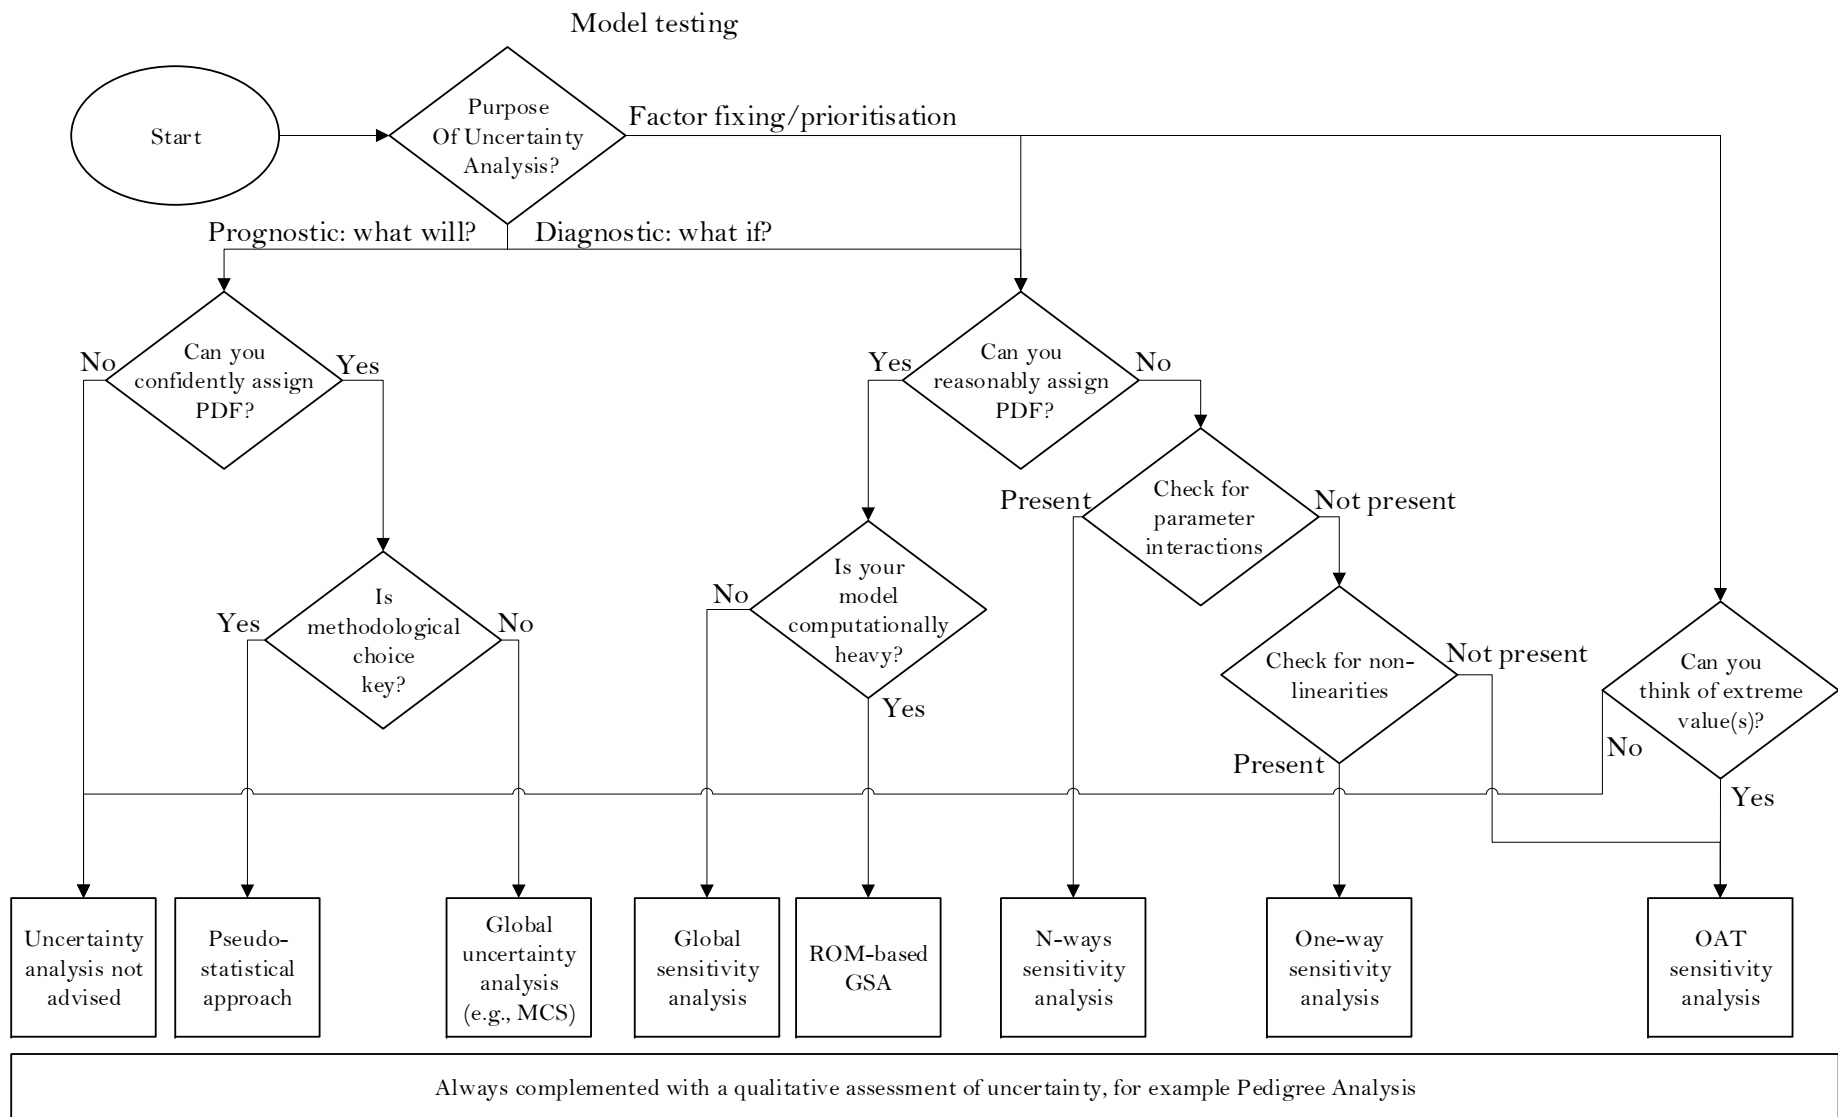 Model testing
Start
Purpose
Of Uncertainty
Analysis?
Factor fixing/prioritisation
Prognostic: what will?
Diagnostic: what if?
No
Can you
confidently assign
PDF?
Yes
Yes
Can you
reasonably assign
PDF?
No
Present
Check for
parameter
interactions
Not present
Yes
Is
methodological
choice
key?
No
No
Is your
model
computationally
heavy?
Yes
Check for non-
linearities
Not present
Present
Can you
think of extreme
value(s)?
No
Yes
Uncertainty
analysis not
advised
Pseudo-
statistical
approach
Global
uncertainty
analysis
(e.g., MCS)
Global
sensitivity
analysis
ROM-based
GSA
N-ways
sensitivity
analysis
One-way
sensitivity
analysis
OAT
sensitivity
analysis
Always complemented with a qualitative assessment of uncertainty, for example Pedigree Analysis